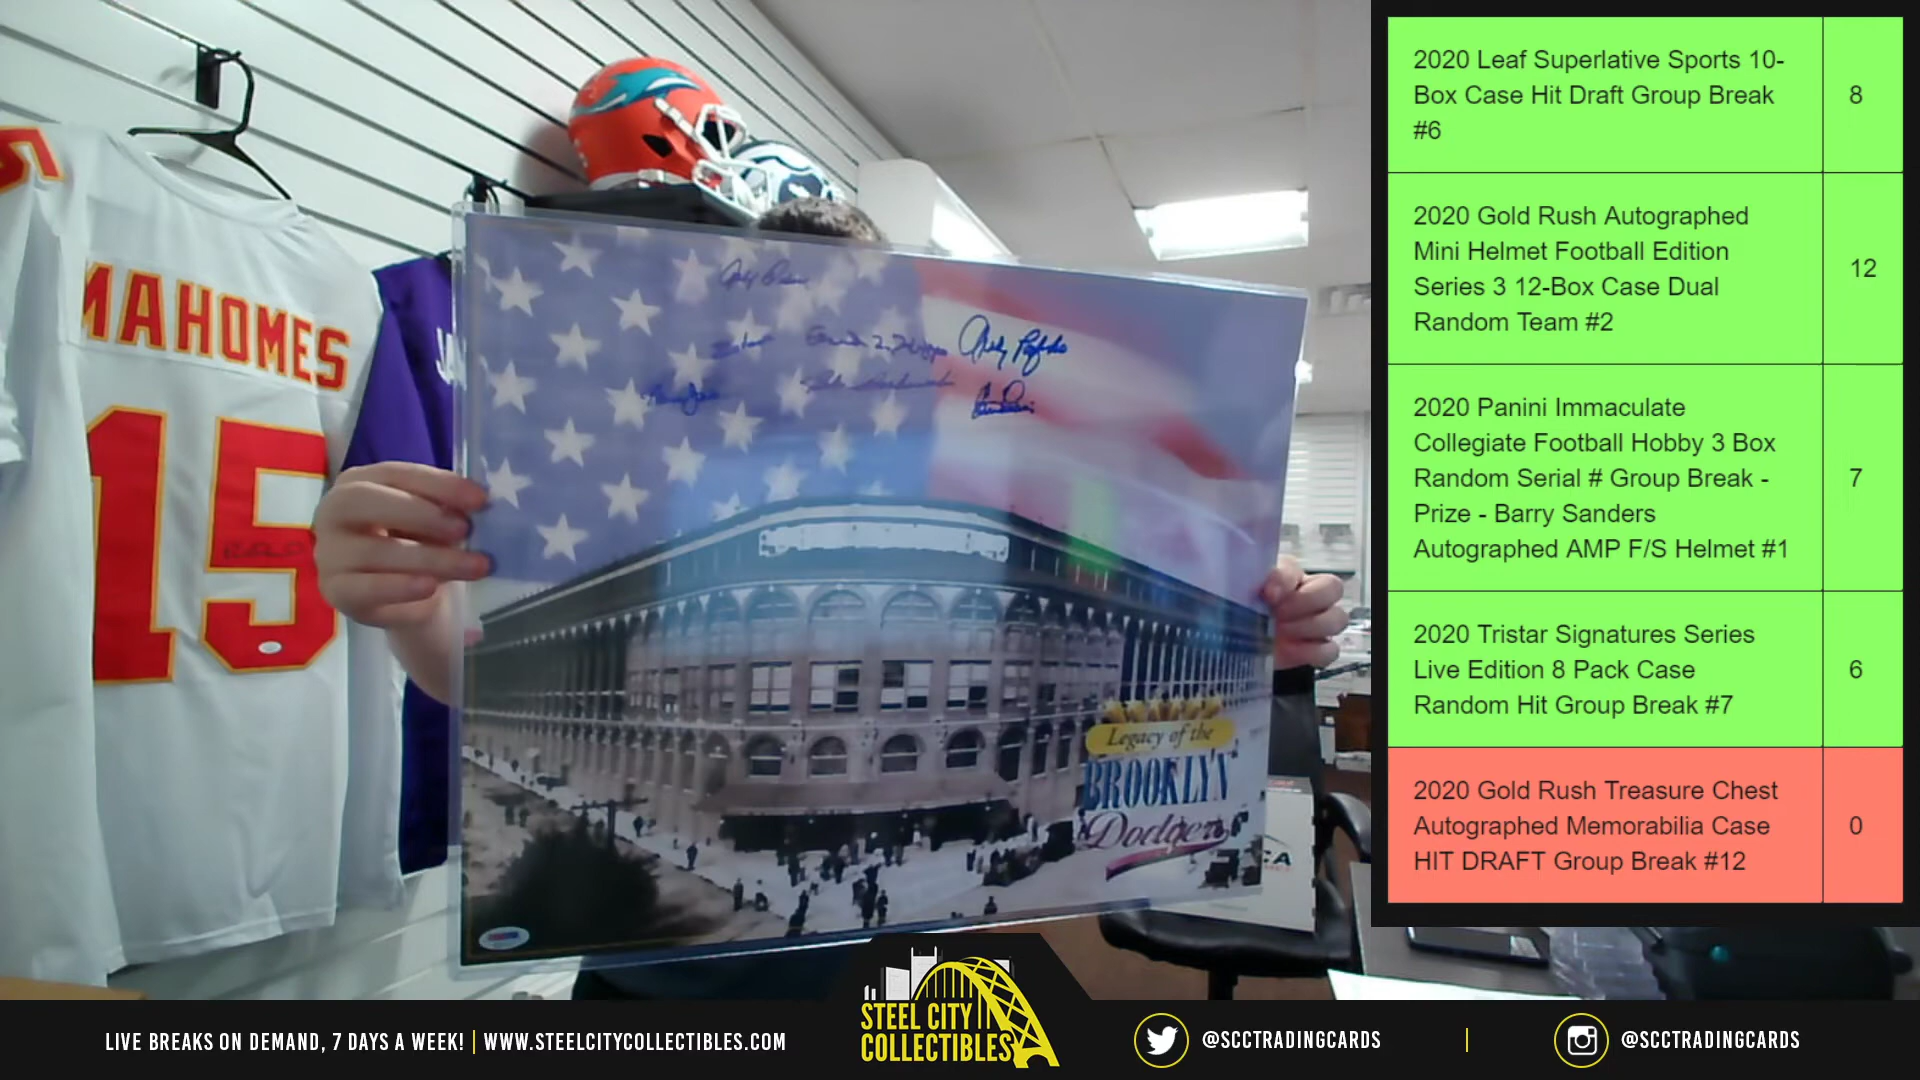 MAHOMES
15
5
JA
Legacy of the
BROOKLYN
Dodgers
2020 Leaf Superlative Sports 10-
Box Case Hit Draft Group Break
#6
8
2020 Gold Rush Autographed
Mini Helmet Football Edition
Series 3 12-Box Case Dual
Random Team #2
12
2020 Panini Immaculate
Collegiate Football Hobby 3 Box
Random Serial # Group Break -
Prize - Barry Sanders
Autographed AMP F/S Helmet #1
7
2020 Tristar Signatures Series
Live Edition 8 Pack Case
Random Hit Group Break #7
6
2020 Gold Rush Treasure Chest
Autographed Memorabilia Case
HIT DRAFT Group Break #12
0
LIVE BREAKS ON DEMAND, 7 DAYS A WEEK! | WWW.STEELCITYCOLLECTIBLES.COM
STEEL CITY
COLLECTIBLES
@SCCTRADINGCARDS | @SCCTRADINGCARDS